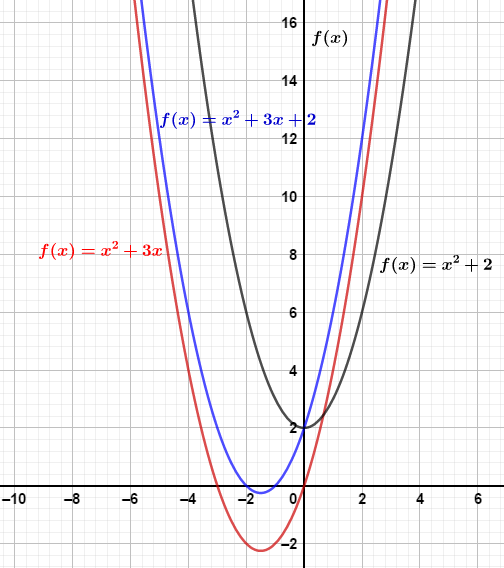 16
f(x)
14
f(x) = x² + 3x + 2
12
10
f(x) = x² + 3x
8
f(x) = x² + 2
6
4
2
–10 –8 –6 –4 –2 0 2 4 6
–2